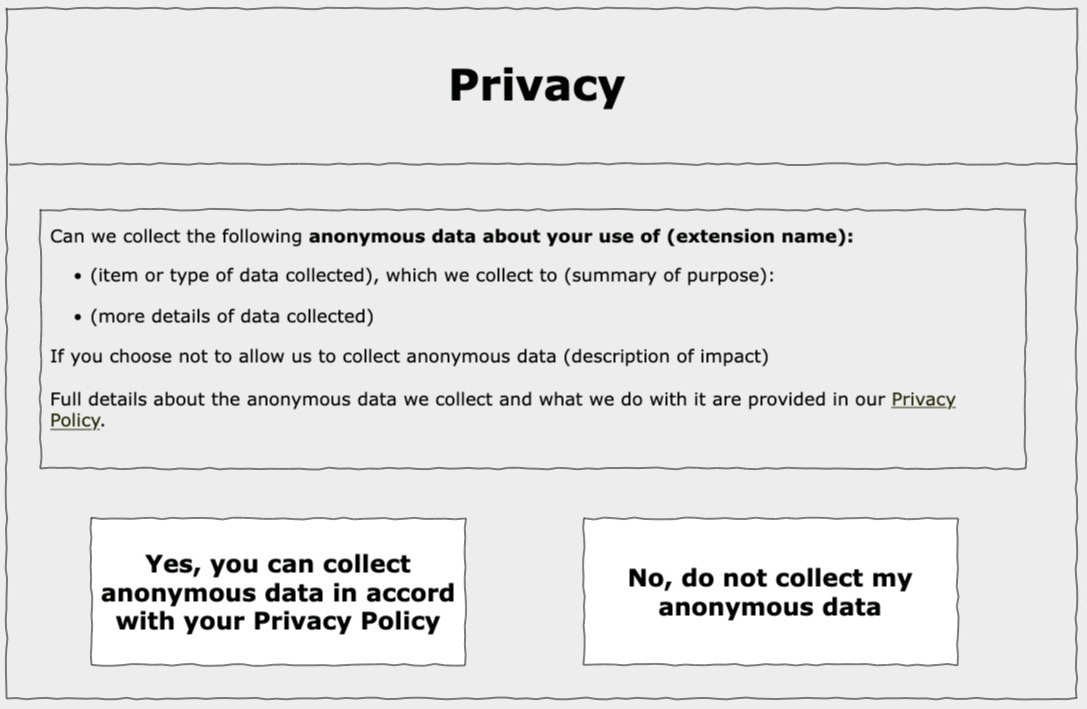 Privacy
Can we collect the following anonymous data about your use of (extension name):
• (item or type of data collected), which we collect to (summary of purpose):
• (more details of data collected)
If you choose not to allow us to collect anonymous data (description of impact)
Full details about the anonymous data we collect and what we do with it are provided in our Privacy
Policy.
Yes, you can collect
anonymous data in accord
with your Privacy Policy
No, do not collect my
anonymous data